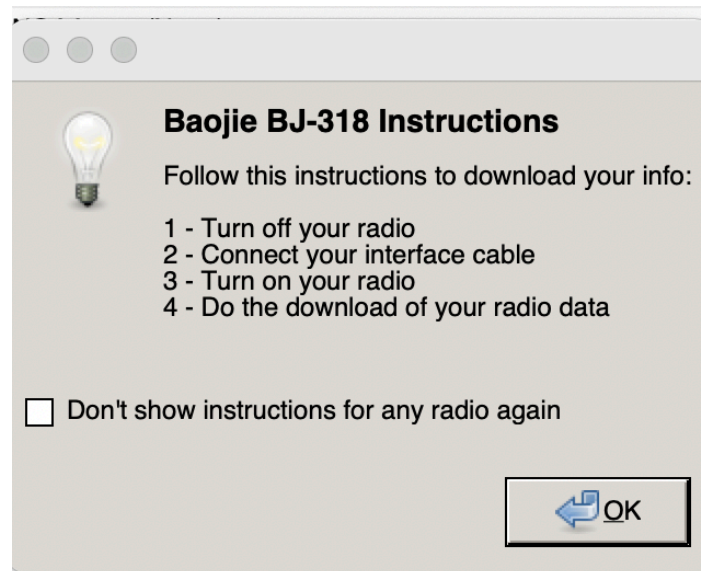 Baojie BJ-318 Instructions
Follow this instructions to download your info:
1 - Turn off your radio
2 - Connect your interface cable
3 - Turn on your radio
4 - Do the download of your radio data
Don't show instructions for any radio again
OK